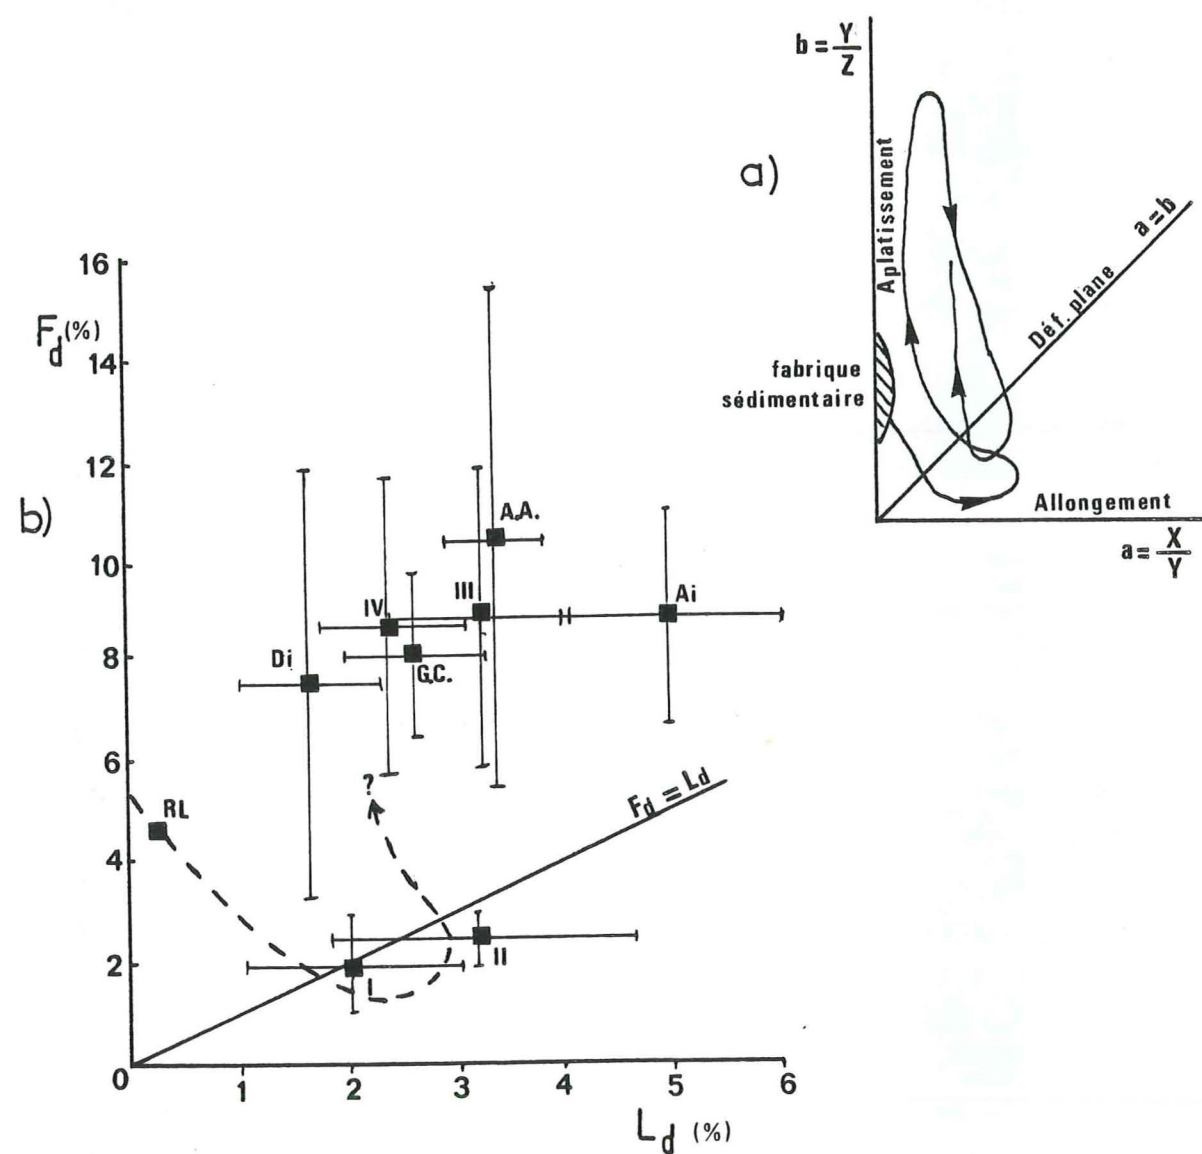 a)
b = Y/Z
Aplatissement
a = b
Déf. plane
fabrique
sédimentaire
Allongement
a = X/Y
b)
F_d (%)
16
14
12
10
8
6
4
2
0
1
2
3
4
5
6
L_d (%)
A.A.
III
IV
Ai
Di
G.C.
?
RL
F_d = L_d
II
I